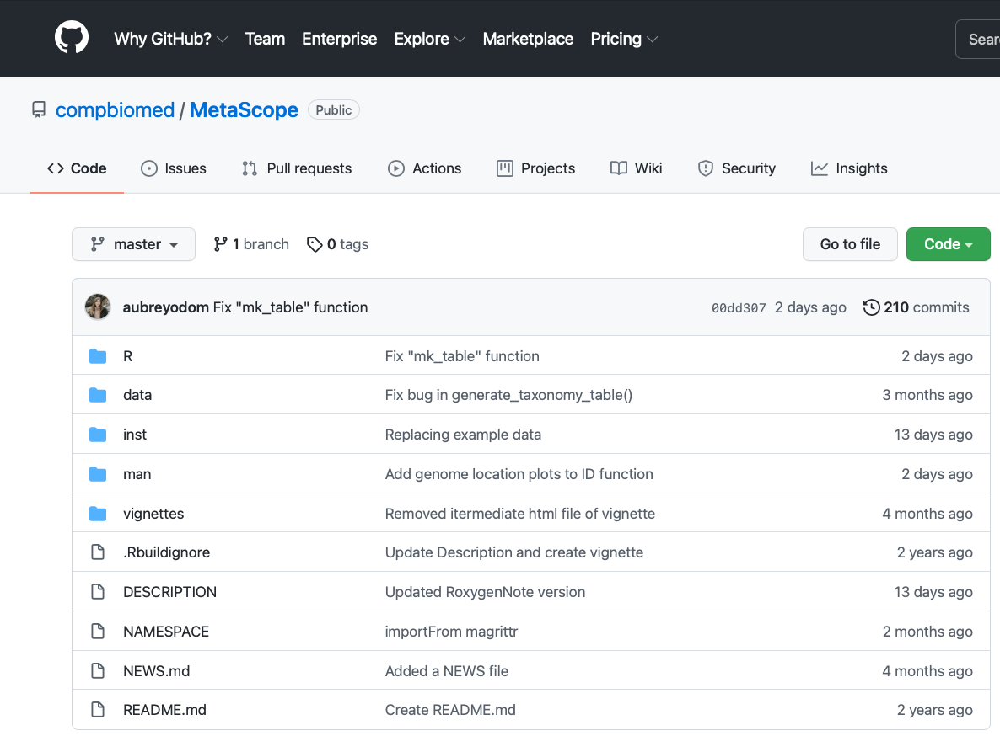 Why GitHub? Team Enterprise Explore Marketplace Pricing
compbiomed / MetaScope Public
Code Issues Pull requests Actions Projects Wiki Security Insights
master 1 branch 0 tags Go to file Code
aubreyodom Fix "mk_table" function 00dd307 2 days ago 210 commits
R Fix "mk_table" function 2 days ago
data Fix bug in generate_taxonomy_table() 3 months ago
inst Replacing example data 13 days ago
man Add genome location plots to ID function 2 days ago
vignettes Removed itermediate html file of vignette 4 months ago
.Rbuildignore Update Description and create vignette 2 years ago
DESCRIPTION Updated RoxygenNote version 13 days ago
NAMESPACE importFrom magrittr 2 months ago
NEWS.md Added a NEWS file 4 months ago
README.md Create README.md 2 years ago